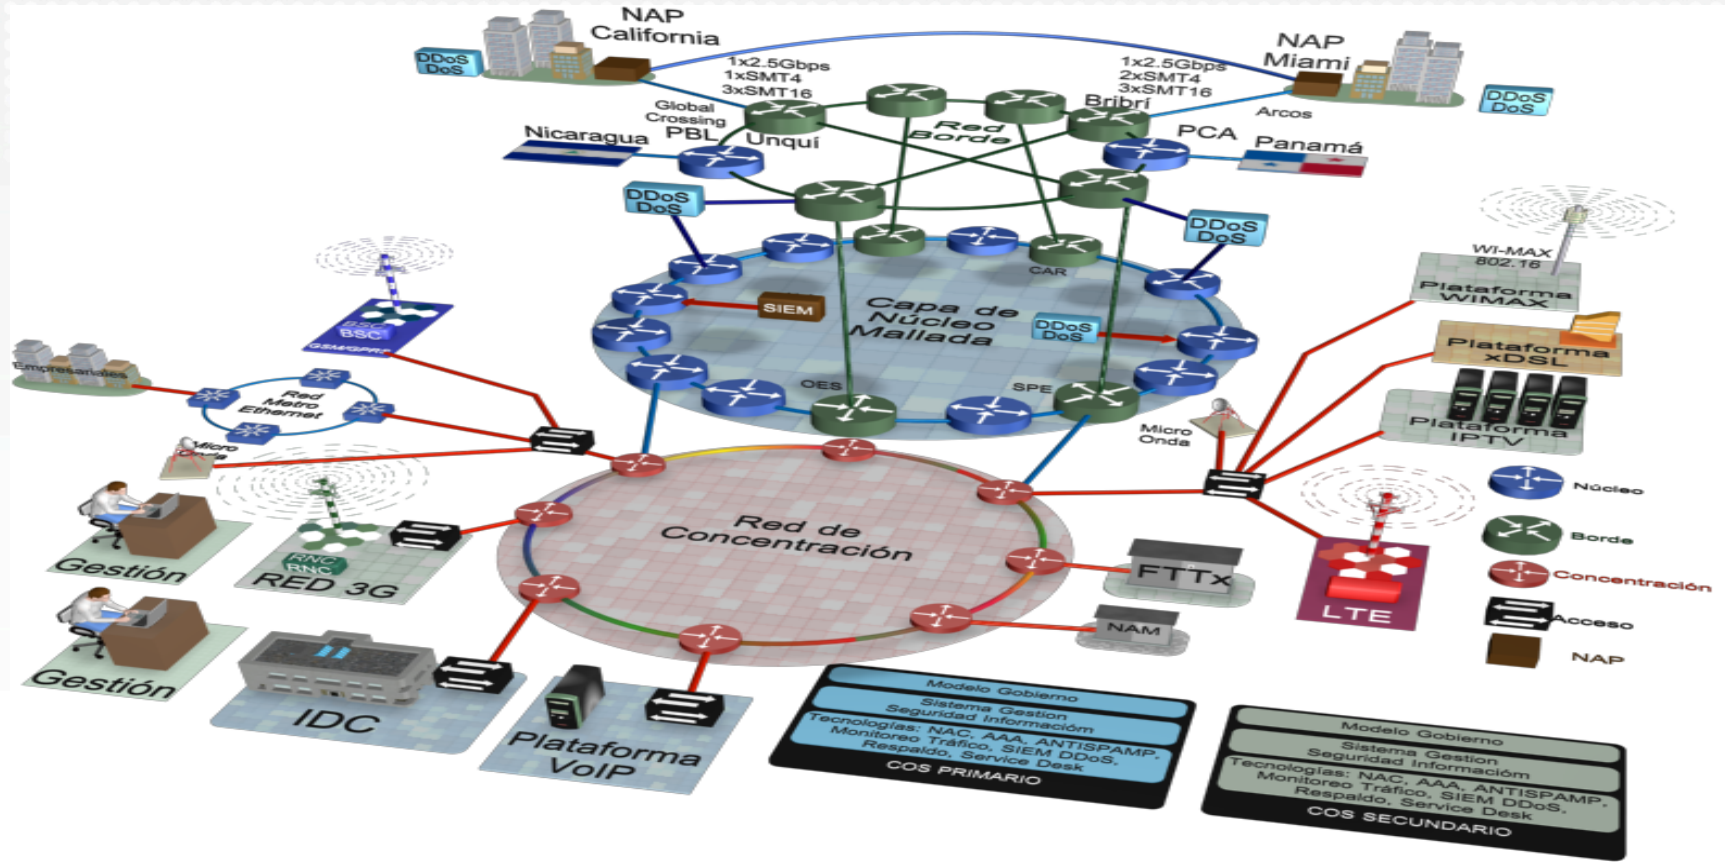 NAP
California
DDoS
DoS
1x2.5Gbps
1xSMT4
3xSMT16
Global
Crossing
NAP
Miami
1x2.5Gbps
2xSMT4
3xSMT16
DDoS
DoS
Arcos
Bribrí
Red
Borde
Nicaragua
PBL
Unquí
PCA
Panamá
DDoS
DoS
DDoS
DoS
CAR
WI-MAX
802.16
Plataforma
WIMAX
SIEM
Capa de
Núcleo
Mallada
DDoS
DoS
BSC
BSC
GSM/GPRS
Plataforma
xDSL
Empresariales
Red
Metro
Ethernet
OES
SPE
Plataforma
IPTV
Micro
Onda
Micro
Onda
Núcleo
Gestión
RNC
RNC
RED 3G
Red de
Concentración
FTTx
LTE
Borde
Concentración
Acceso
NAP
NAM
Gestión
IDC
Plataforma
VoIP
Modelo Gobierno
Sistema Gestion
Seguridad Informacióm
Tecnologías: NAC, AAA, ANTISPAMP,
Monitoreo Tráfico, SIEM DDoS,
Respaldo, Service Desk
COS PRIMARIO
Modelo Gobierno
Sistema Gestion
Seguridad Informacióm
Tecnologías: NAC, AAA, ANTISPAMP,
Monitoreo Tráfico, SIEM DDoS,
Respaldo, Service Desk
COS SECUNDARIO